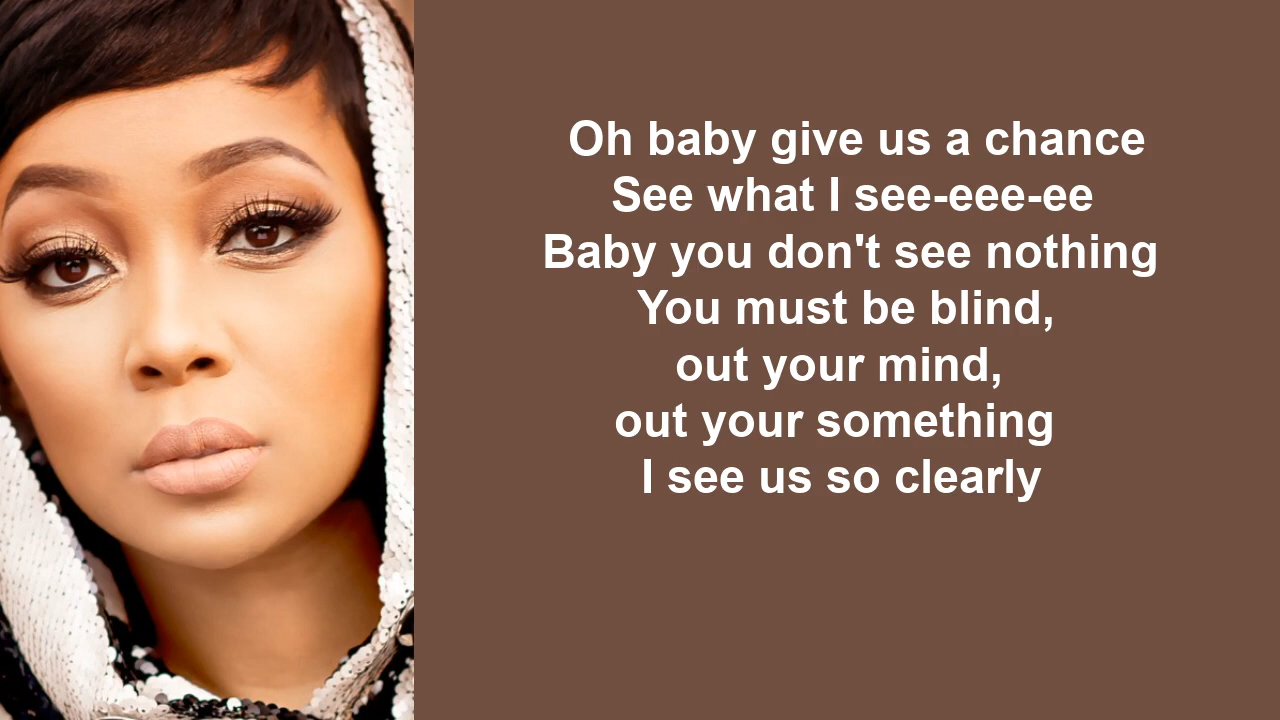 Oh baby give us a chance
See what I see-eee-ee
Baby you don't see nothing
You must be blind,
out your mind,
out your something
I see us so clearly